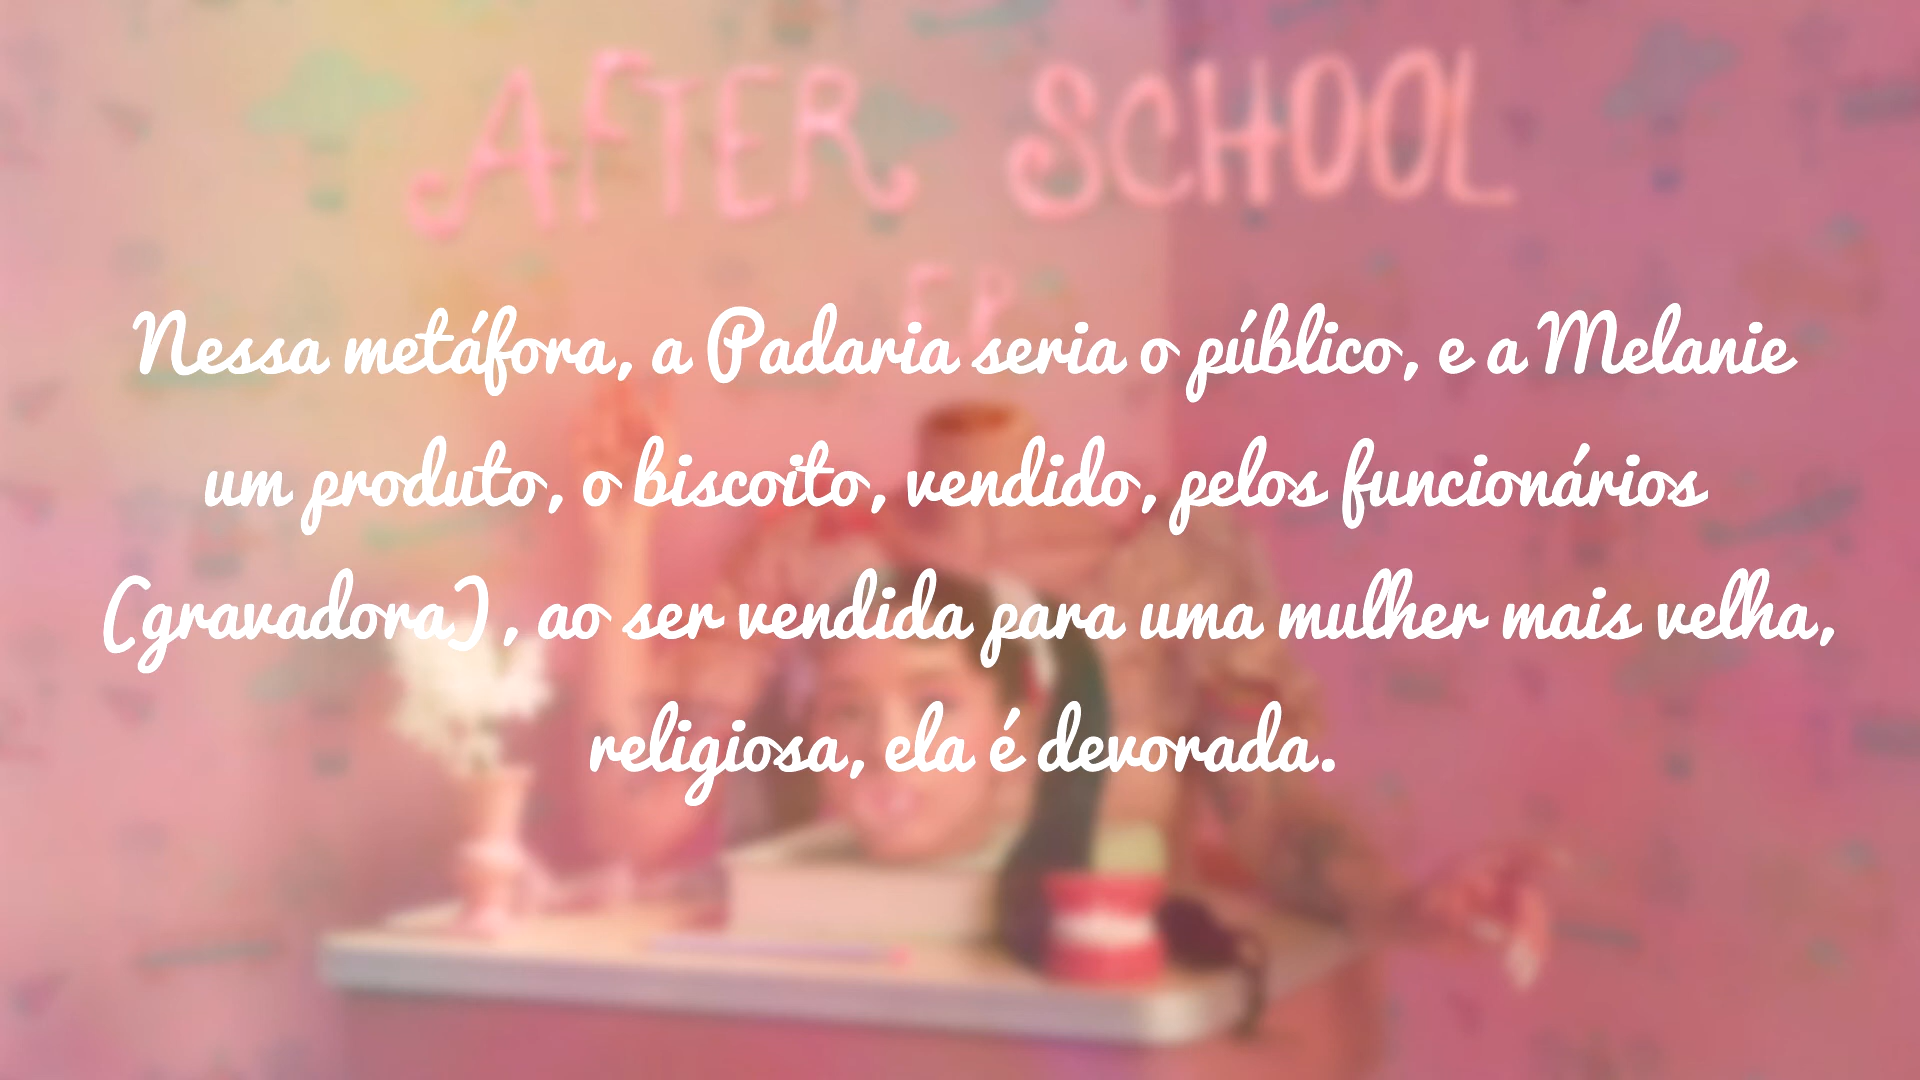 AFTER SCHOOL
EP
Nessa metáfora, a Padaria seria o público, e a Melanie
um produto, o biscoito, vendido, pelos funcionários
(gravadora), ao ser vendida para uma mulher mais velha,
religiosa, ela é devorada.